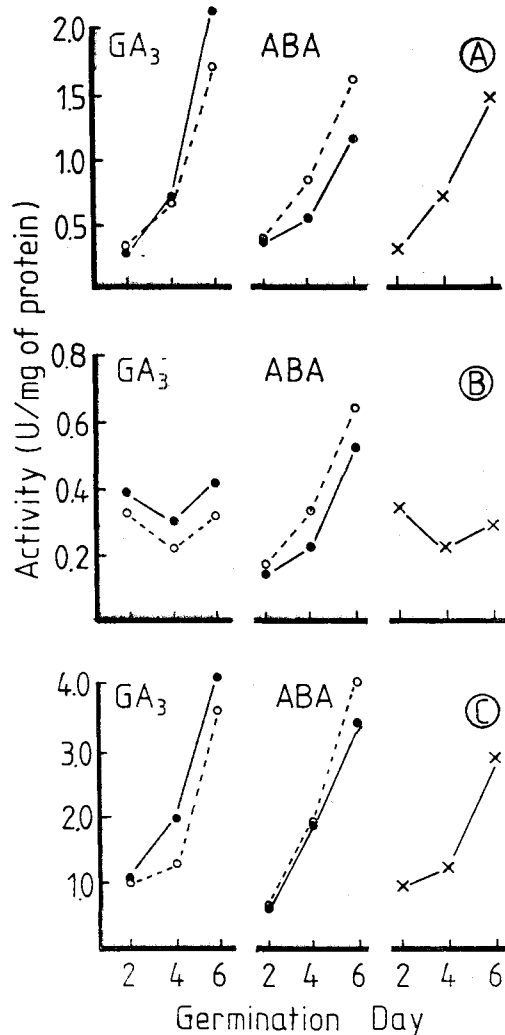 GA3 ABA A
2.0
1.5
1.0
0.5
GA3 ABA B
0.8
0.6
0.4
0.2
GA3 ABA C
4.0
3.0
2.0
1.0
Activity (U/mg of protein)
2 4 6 2 4 6 2 4 6
Germination Day